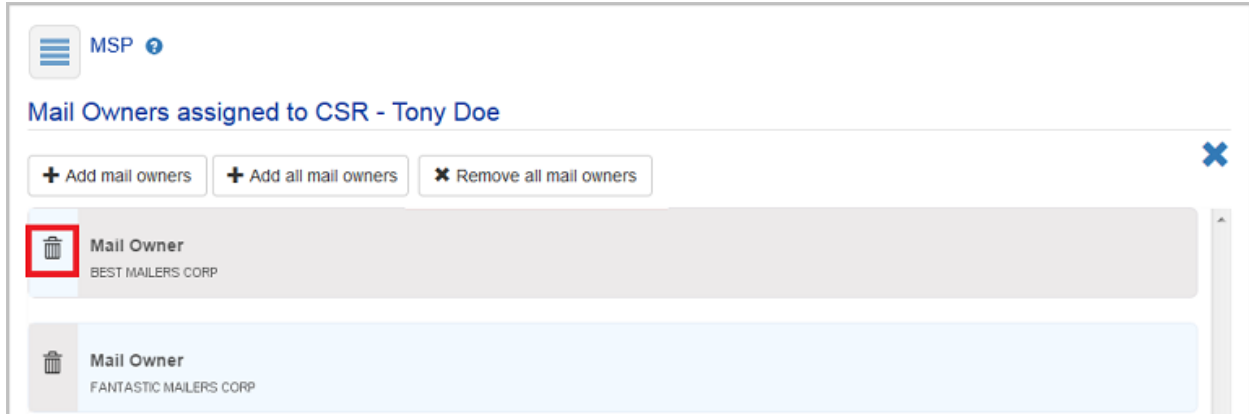 MSP ?
Mail Owners assigned to CSR - Tony Doe
Add mail owners Add all mail owners Remove all mail owners
Mail Owner
BEST MAILERS CORP
Mail Owner
FANTASTIC MAILERS CORP